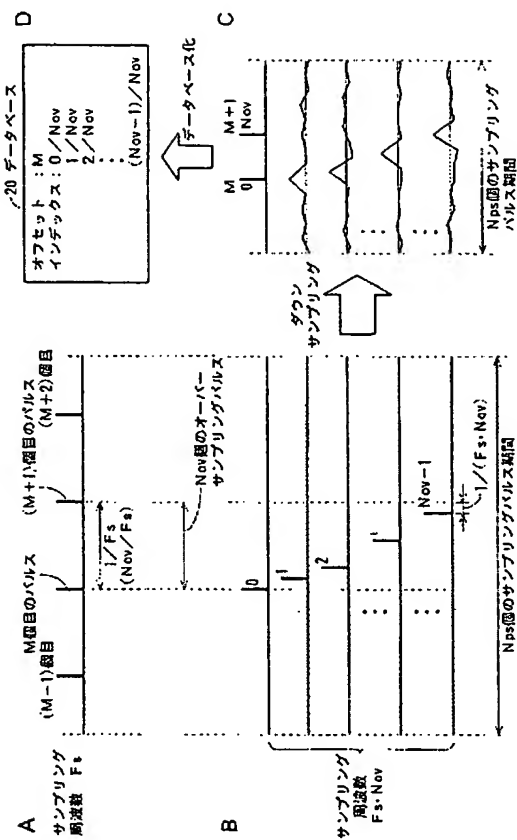 A
サンプリング
周波数 Fs
(M-1)個目
M個目のパルス
(M+1)個目のパルス
(M+2)個目
1/Fs
(Nov/Fs)
Nov個のオーバー
サンプリングパルス
B
サンプリング
周波数
Fs・Nov
0
1
2
Nov-1
1/(Fs・Nov)
Nps個のサンプリングパルス期間
ダウン
サンプリング
C
M
0
M+1
Nov
Nps個のサンプリング
パルス期間
データベース化
D
20 データベース
オフセット :M
インデックス:0/Nov
1/Nov
2/Nov
(Nov-1)/Nov